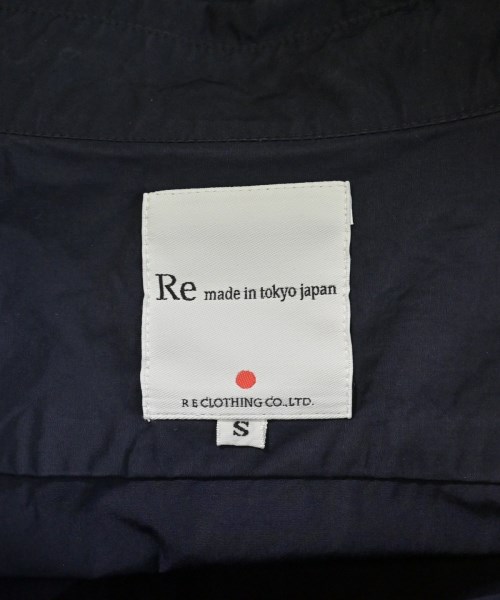 Re made in tokyo japan
R E CLOTHING CO.,LTD.
S